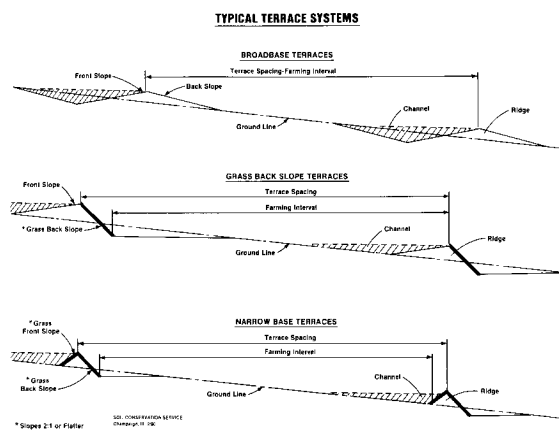 TYPICAL TERRACE SYSTEMS
BROADBASE TERRACES
Terrace Spacing-Farming Interval
Front Slope
Back Slope
Channel
Ridge
Ground Line
GRASS BACK SLOPE TERRACES
Front Slope
Terrace Spacing
Farming Interval
* Grass Back Slope
Channel
Ridge
Ground Line
NARROW BASE TERRACES
* Grass
Front Slope
Terrace Spacing
Farming Interval
* Grass
Back Slope
Channel
Ridge
Ground Line
* Slopes 2:1 or Flatter
SOIL CONSERVATION SERVICE
Champaign, Ill